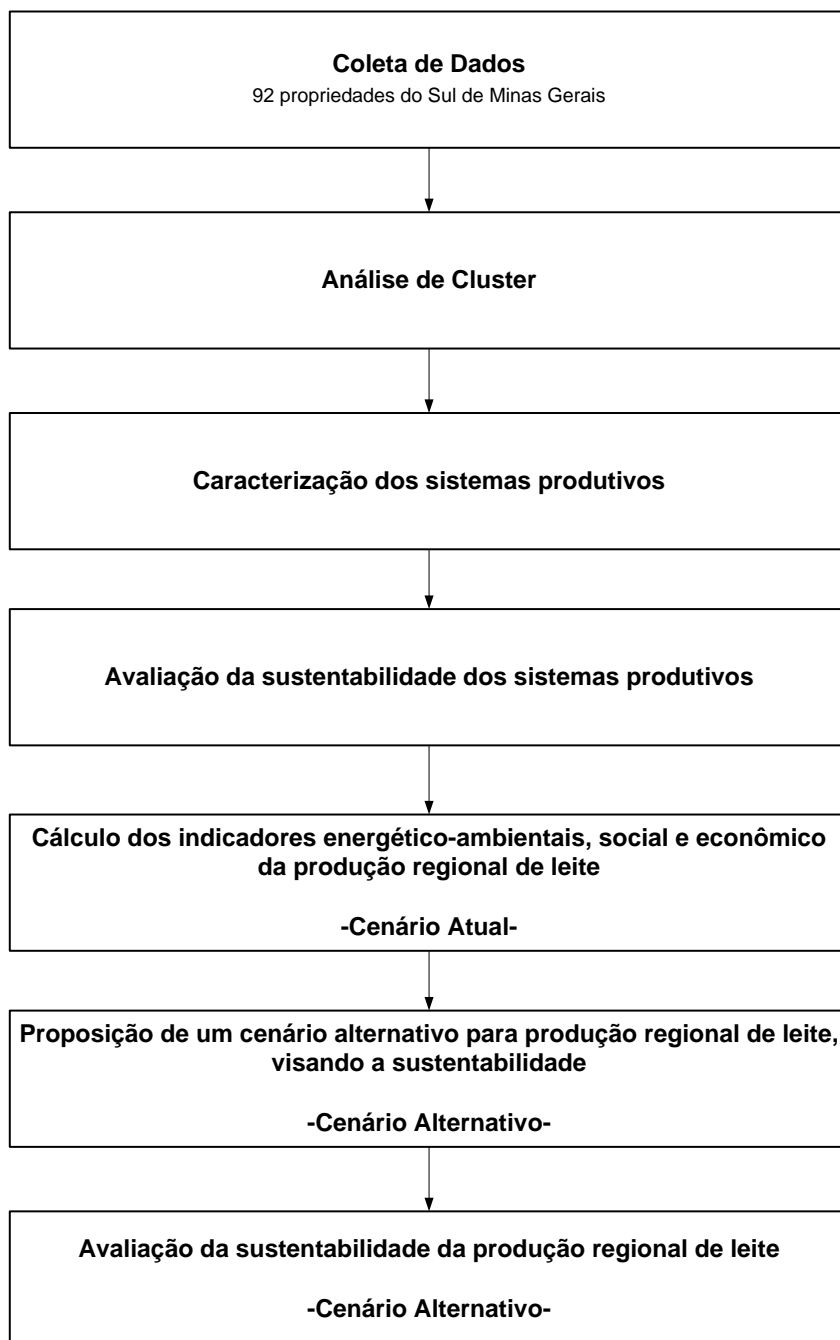 Coleta de Dados
92 propriedades do Sul de Minas Gerais
Análise de Cluster
Caracterização dos sistemas produtivos
Avaliação da sustentabilidade dos sistemas produtivos
Cálculo dos indicadores energético-ambientais, social e econômico
da produção regional de leite
-Cenário Atual-
Proposição de um cenário alternativo para produção regional de leite,
visando a sustentabilidade
-Cenário Alternativo-
Avaliação da sustentabilidade da produção regional de leite
-Cenário Alternativo-